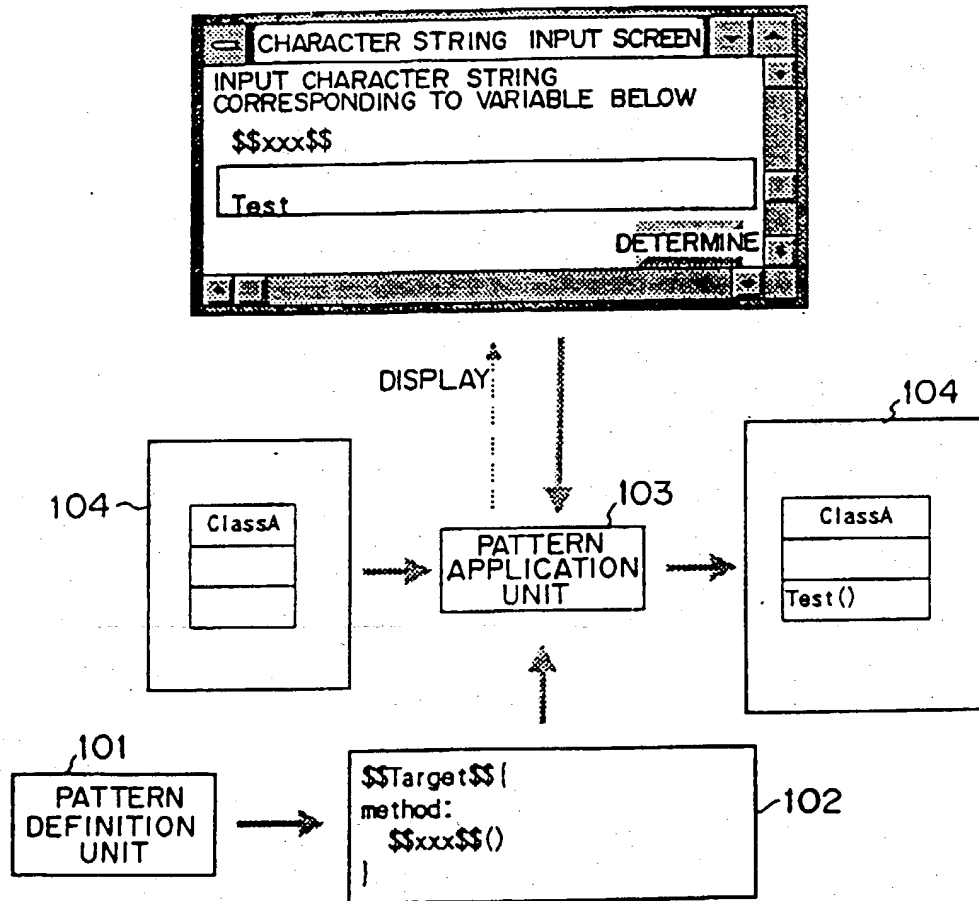 CHARACTER STRING INPUT SCREEN
INPUT CHARACTER STRING
CORRESPONDING TO VARIABLE BELOW
$$xxx$$
Test
DETERMINE
DISPLAY
104
ClassA
103
PATTERN
APPLICATION
UNIT
104
ClassA
Test()
101
PATTERN
DEFINITION
UNIT
$$Target$$ {
method:
$$xxx$$()
}
102